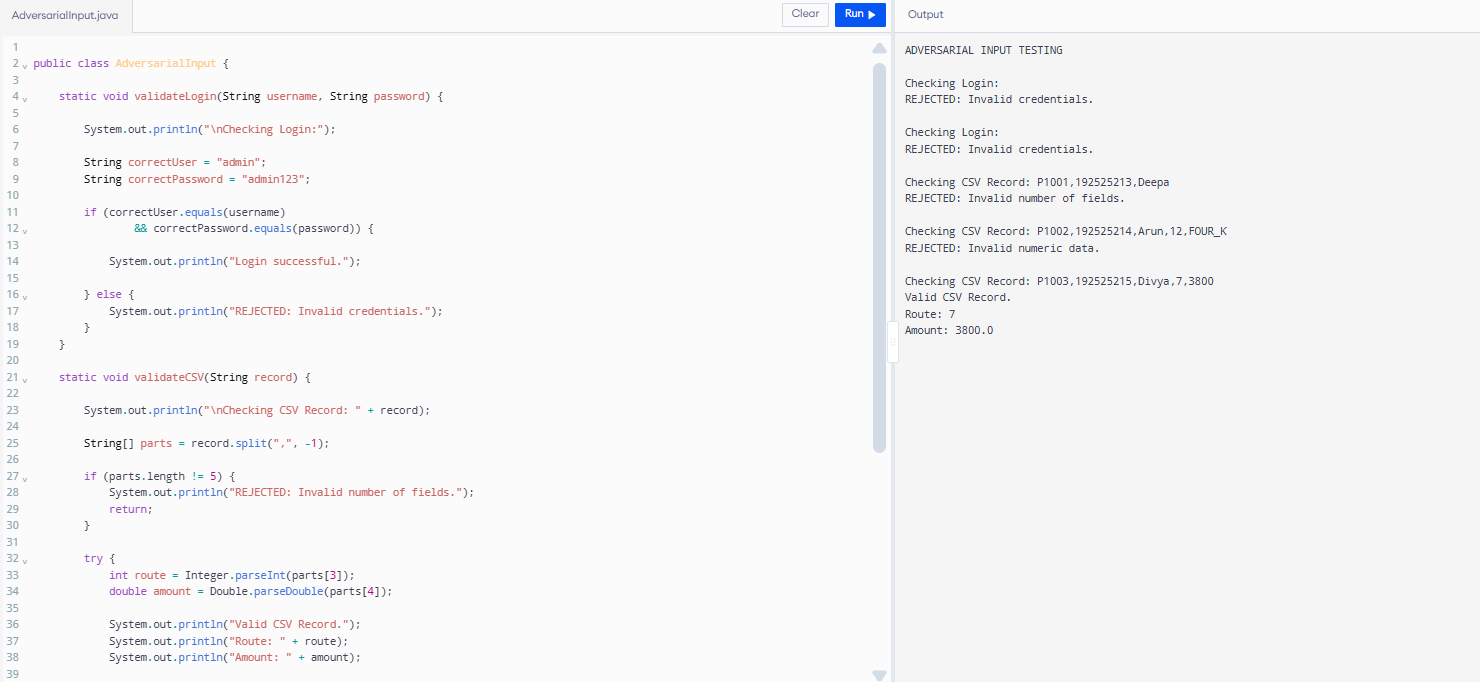 AdversarialInput.java
Clear
Run
1
2 public class AdversarialInput {
3
4 static void validateLogin(String username, String password) {
5
6 System.out.println("\nChecking Login:");
7
8 String correctUser = "admin";
9 String correctPassword = "admin123";
10
11 if (correctUser.equals(username)
12 && correctPassword.equals(password)) {
13
14 System.out.println("Login successful.");
15
16 } else {
17 System.out.println("REJECTED: Invalid credentials.");
18 }
19 }
20
21 static void validateCSV(String record) {
22
23 System.out.println("\nChecking CSV Record: " + record);
24
25 String[] parts = record.split(",", -1);
26
27 if (parts.length != 5) {
28 System.out.println("REJECTED: Invalid number of fields.");
29 return;
30 }
31
32 try {
33 int route = Integer.parseInt(parts[3]);
34 double amount = Double.parseDouble(parts[4]);
35
36 System.out.println("Valid CSV Record.");
37 System.out.println("Route: " + route);
38 System.out.println("Amount: " + amount);
39
Output
ADVERSARIAL INPUT TESTING
Checking Login:
REJECTED: Invalid credentials.
Checking Login:
REJECTED: Invalid credentials.
Checking CSV Record: P1001,192525213,Deepa
REJECTED: Invalid number of fields.
Checking CSV Record: P1002,192525214,Arun,12,FOUR_K
REJECTED: Invalid numeric data.
Checking CSV Record: P1003,192525215,Divya,7,3800
Valid CSV Record.
Route: 7
Amount: 3800.0